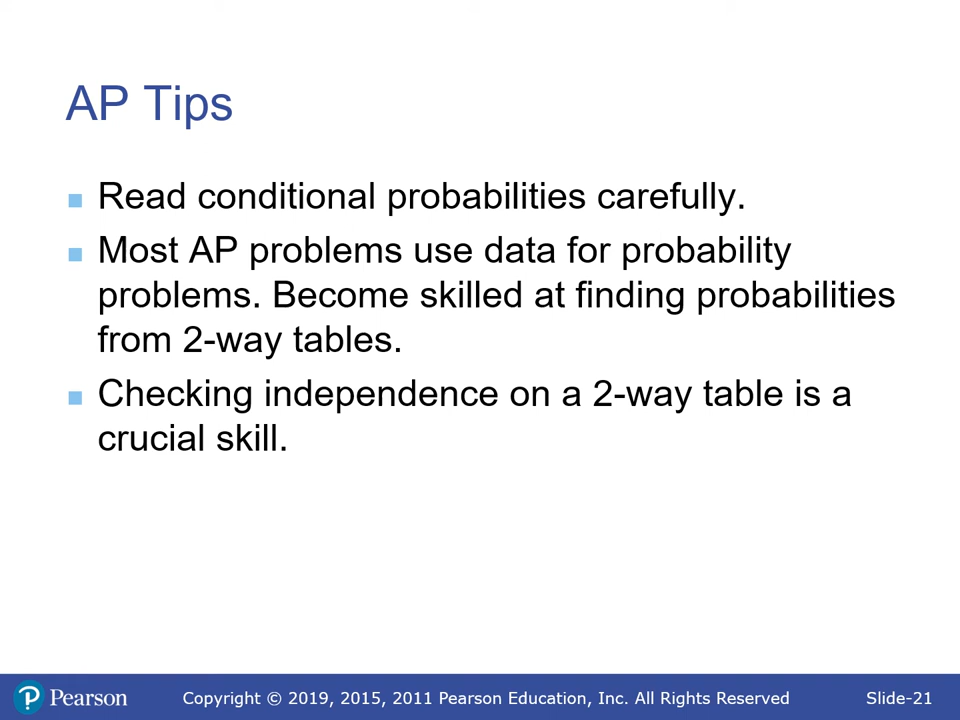 AP Tips
Read conditional probabilities carefully.
Most AP problems use data for probability
problems. Become skilled at finding probabilities
from 2-way tables.
Checking independence on a 2-way table is a
crucial skill.
P Pearson
Copyright © 2019, 2015, 2011 Pearson Education, Inc. All Rights Reserved
Slide-21